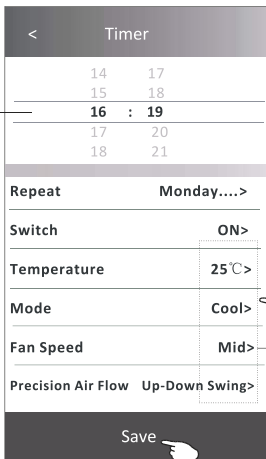 < Timer
14 17
15 18
16 : 19
17 20
18 21
Repeat Monday....>
Switch ON>
Temperature 25℃>
Mode Cool>
Fan Speed Mid>
Precision Air Flow Up-Down Swing>
Save